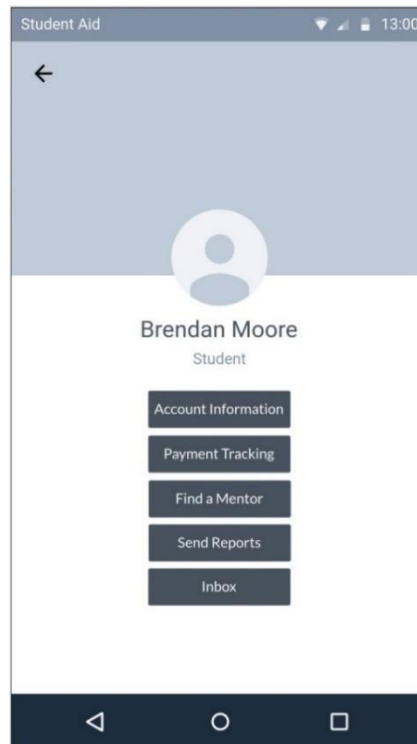 Student Aid 13:00
Brendan Moore
Student
Account Information
Payment Tracking
Find a Mentor
Send Reports
Inbox